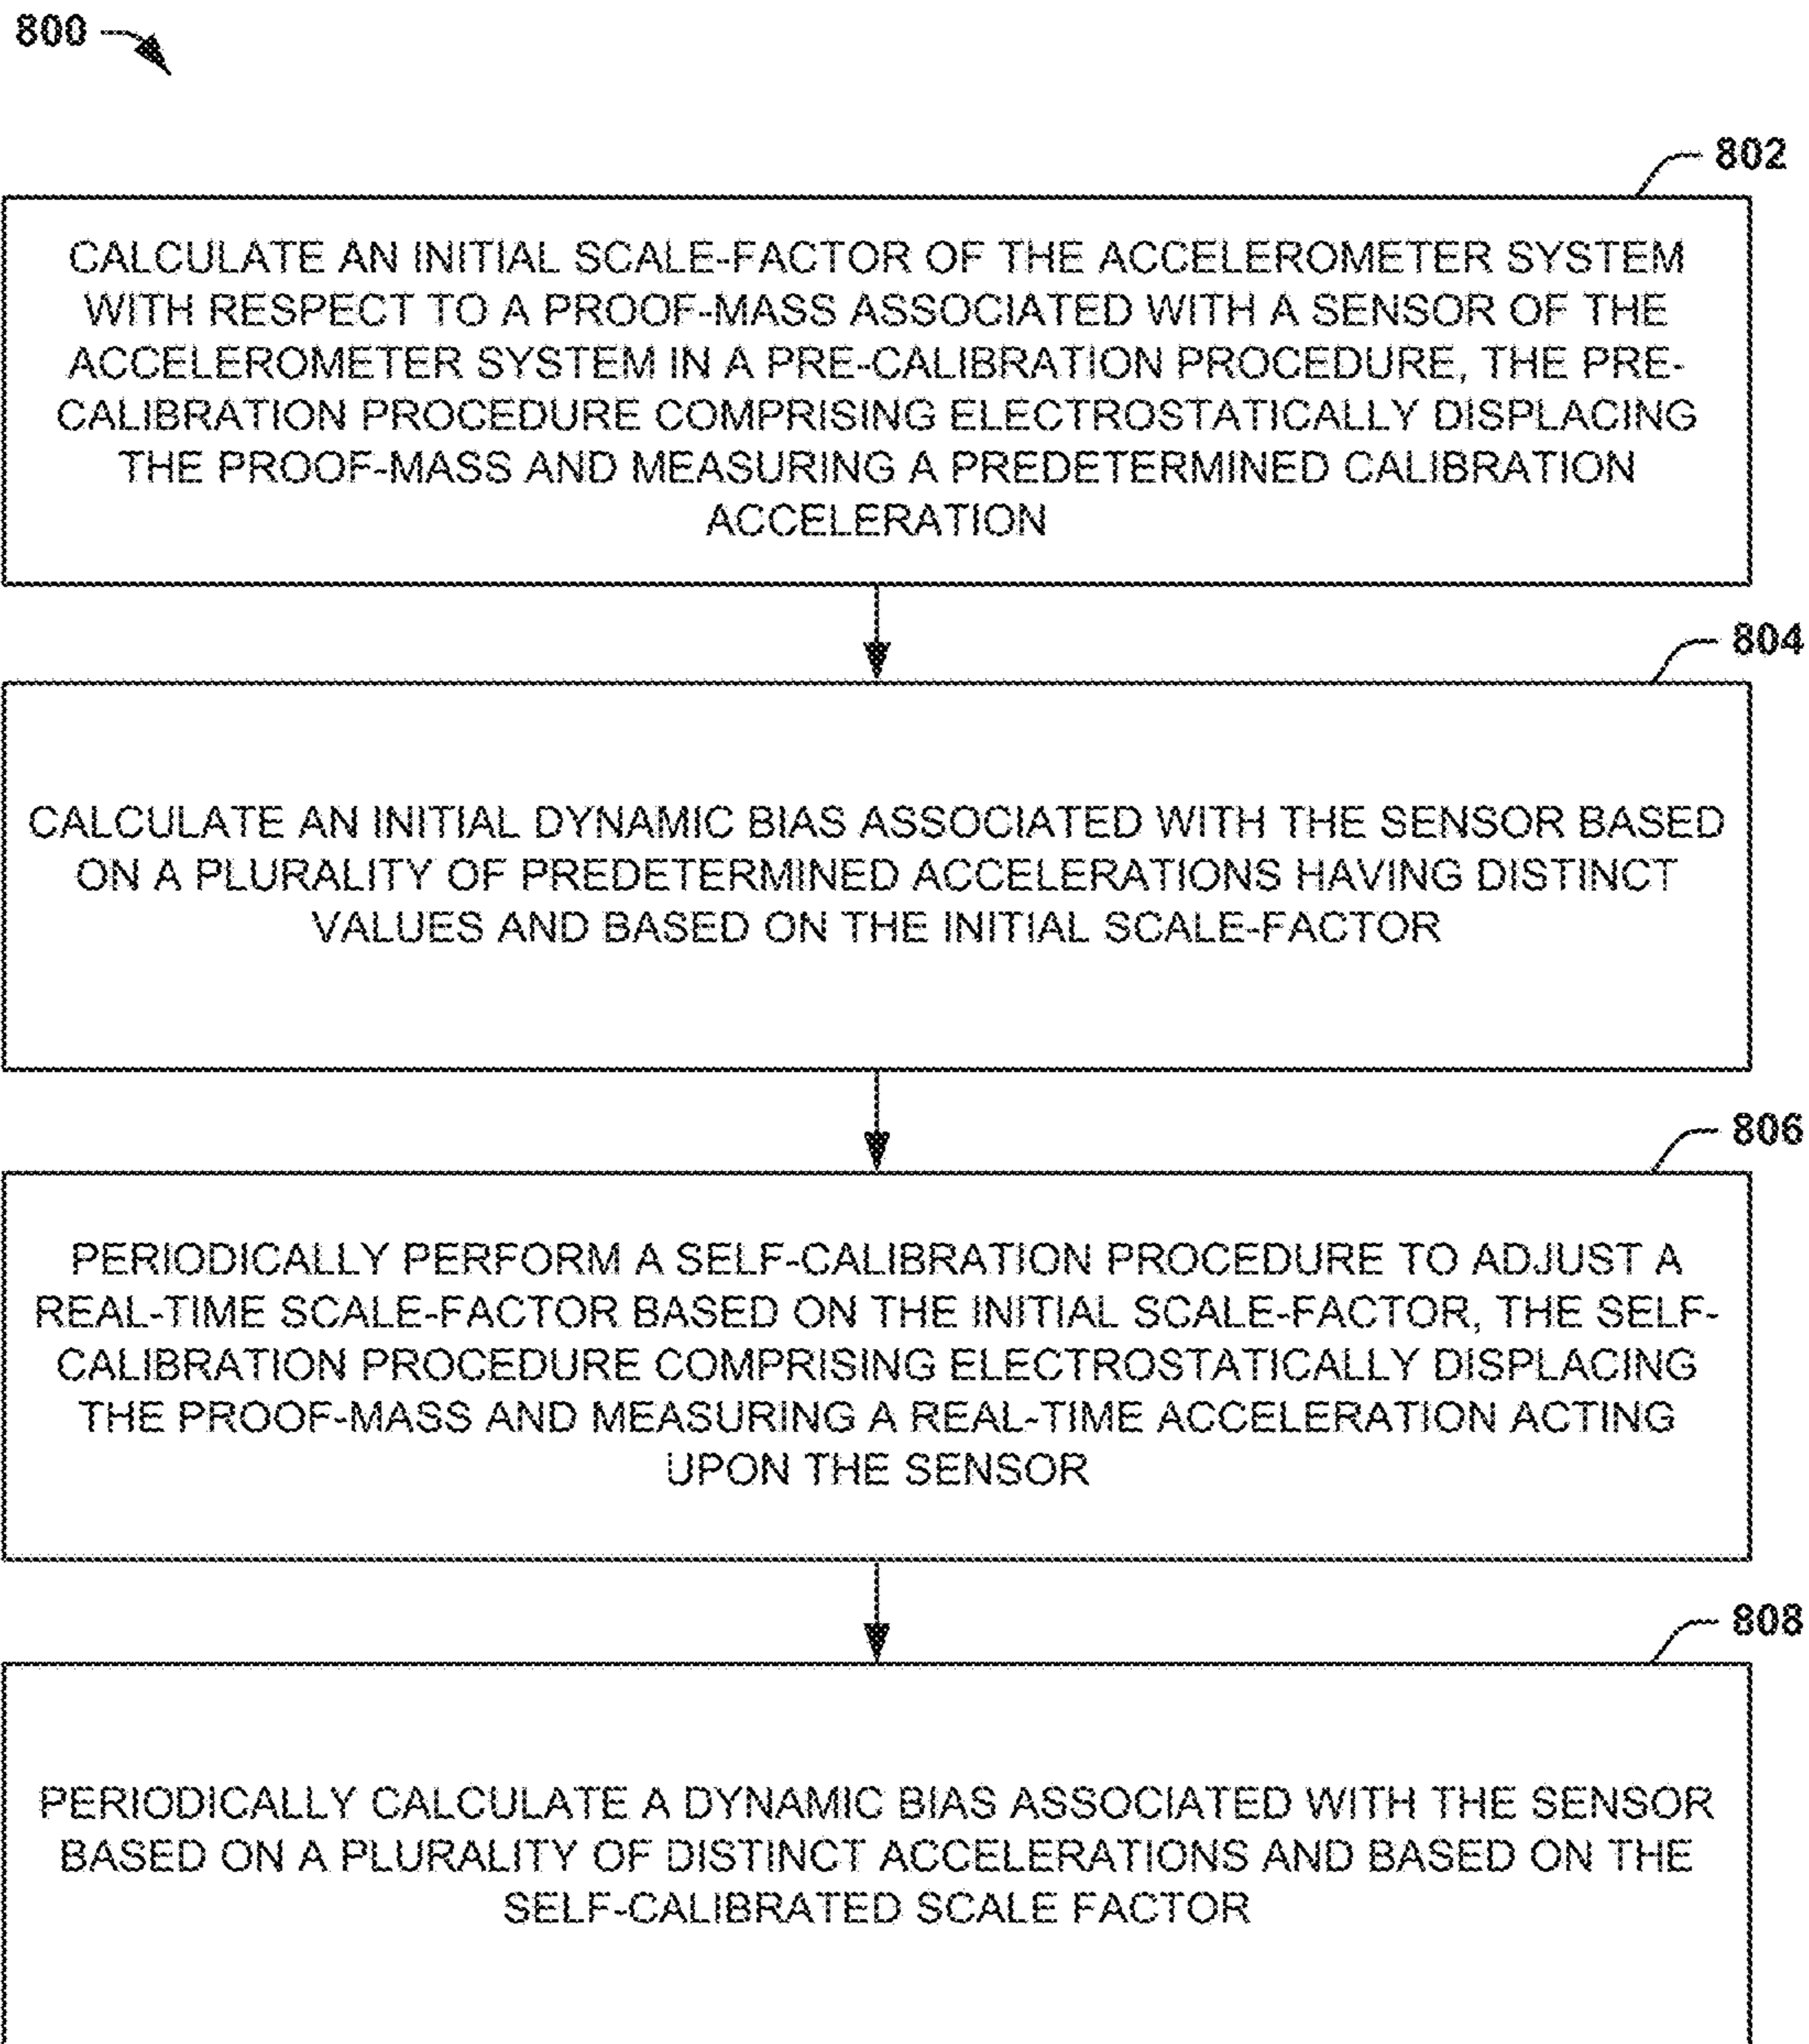 800
802
CALCULATE AN INITIAL SCALE-FACTOR OF THE ACCELEROMETER SYSTEM
WITH RESPECT TO A PROOF-MASS ASSOCIATED WITH A SENSOR OF THE
ACCELEROMETER SYSTEM IN A PRE-CALIBRATION PROCEDURE, THE PRE-
CALIBRATION PROCEDURE COMPRISING ELECTROSTATICALLY DISPLACING
THE PROOF-MASS AND MEASURING A PREDETERMINED CALIBRATION
ACCELERATION
804
CALCULATE AN INITIAL DYNAMIC BIAS ASSOCIATED WITH THE SENSOR BASED
ON A PLURALITY OF PREDETERMINED ACCELERATIONS HAVING DISTINCT
VALUES AND BASED ON THE INITIAL SCALE-FACTOR
806
PERIODICALLY PERFORM A SELF-CALIBRATION PROCEDURE TO ADJUST A
REAL-TIME SCALE-FACTOR BASED ON THE INITIAL SCALE-FACTOR, THE SELF-
CALIBRATION PROCEDURE COMPRISING ELECTROSTATICALLY DISPLACING
THE PROOF-MASS AND MEASURING A REAL-TIME ACCELERATION ACTING
UPON THE SENSOR
808
PERIODICALLY CALCULATE A DYNAMIC BIAS ASSOCIATED WITH THE SENSOR
BASED ON A PLURALITY OF DISTINCT ACCELERATIONS AND BASED ON THE
SELF-CALIBRATED SCALE FACTOR